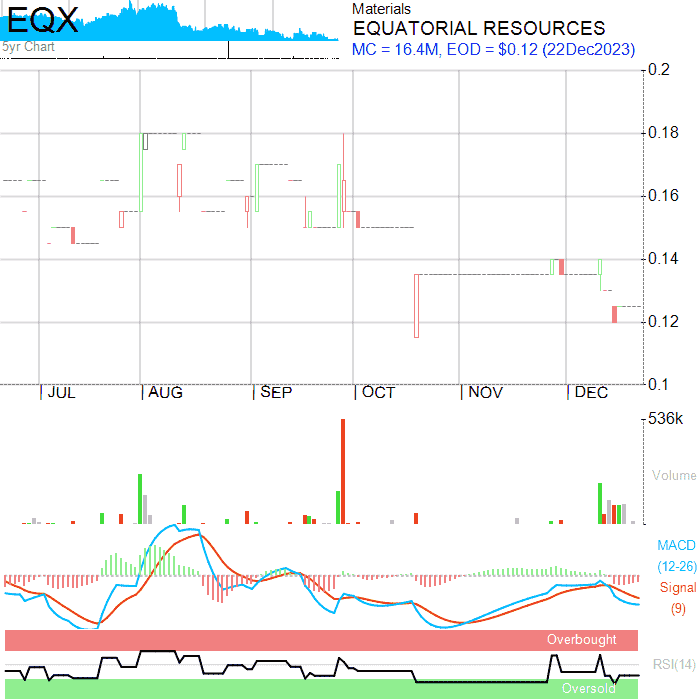 EQX
5yr Chart
Materials
EQUATORIAL RESOURCES
MC = 16.4M, EOD = $0.12 (22Dec2023)
0.2
0.18
0.16
0.14
0.12
0.1
JUL AUG SEP OCT NOV DEC
536k
Volume
MACD
(12-26)
Signal
(9)
Overbought
RSI(14)
Oversold